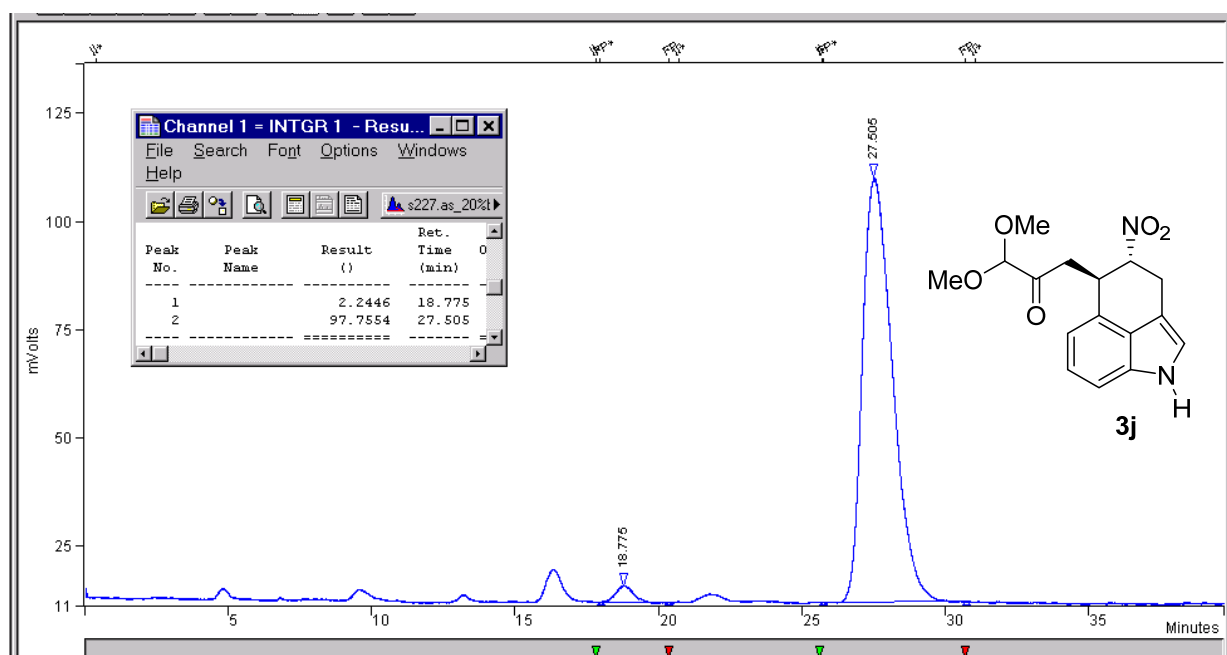 125
100
75
50
25
11
mVolts
5
10
15
20
25
30
35
Minutes
18.775
27.505
Channel 1 = INTGR 1 - Resu...
File Search Font Options Windows
Help
s227.as_20%
Ret.
Peak Peak Result Time O
No. Name () (min)
---- ------------- ---------- -------
1 2.2446 18.775
2 97.7554 27.505
==== ============= ========== =======
OMe
MeO
O
NO2
N
H
3j